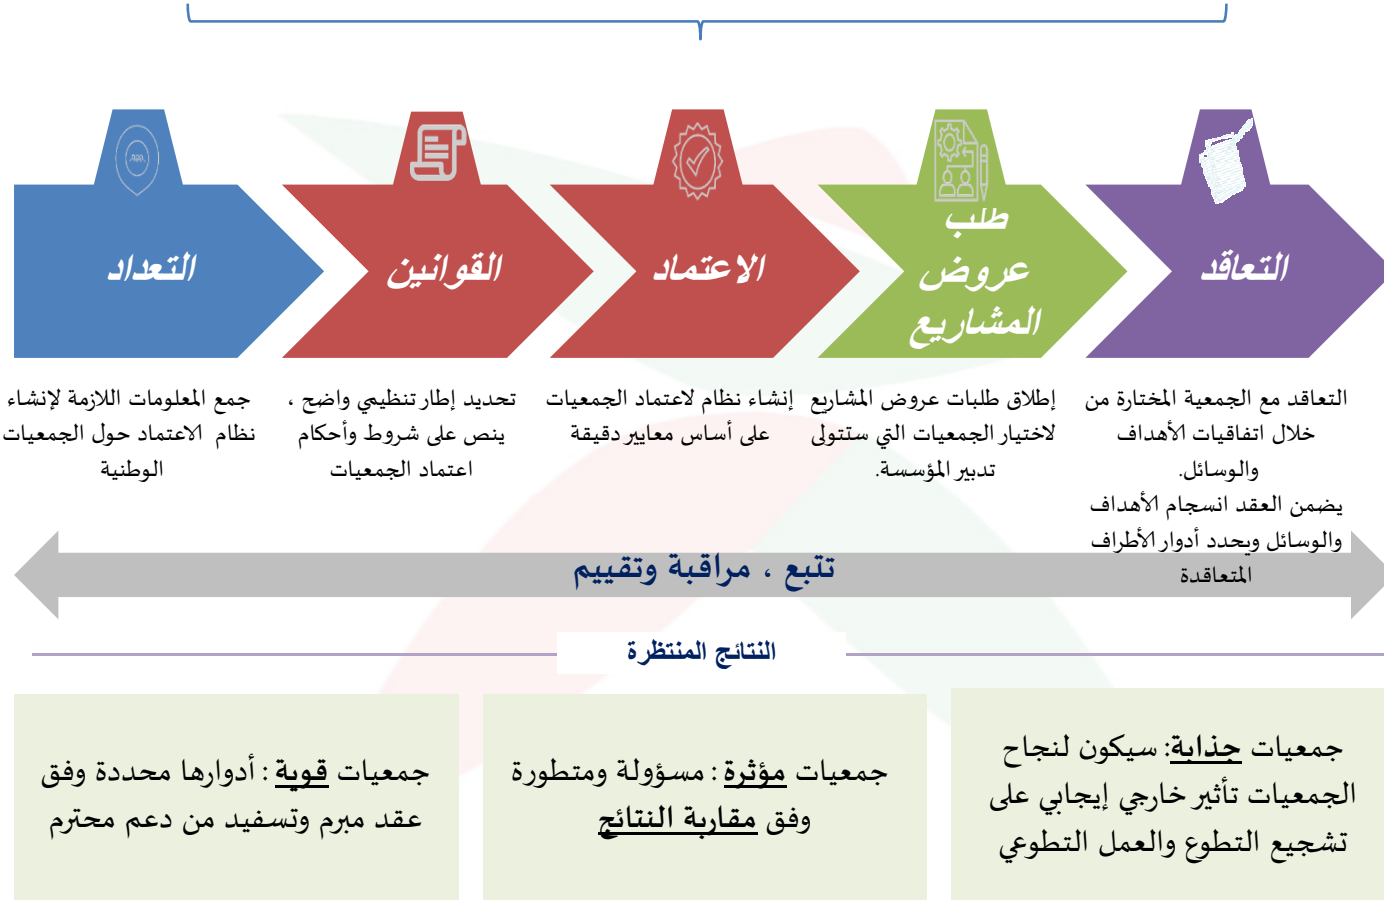 التعداد
القوانين
الاعتماد
طلب
عروض
المشاريع
التعاقد
جمع المعلومات اللازمة لإنشاء
نظام الاعتماد حول الجمعيات
الوطنية
تحديد إطار تنظيمي واضح ،
ينص على شروط وأحكام
اعتماد الجمعيات
إنشاء نظام لاعتماد الجمعيات
على أساس معايير دقيقة
إطلاق طلبات عروض المشاريع
لاختيار الجمعيات التي ستتولى
تدبير المؤسسة.
التعاقد مع الجمعية المختارة من
خلال اتفاقيات الأهداف
والوسائل.
يضمن العقد انسجام الأهداف
والوسائل ويحدد أدوار الأطراف
المتعاقدة
تتبع ، مراقبة وتقييم
النتائج المنتظرة
جمعيات قوية : أدوارها محددة وفق
عقد مبرم وتسفيد من دعم محترم
جمعيات مؤثرة : مسؤولة ومتطورة
وفق مقاربة النتائج
جمعيات جذابة: سيكون لنجاح
الجمعيات تأثير خارجي إيجابي على
تشجيع التطوع والعمل التطوعي